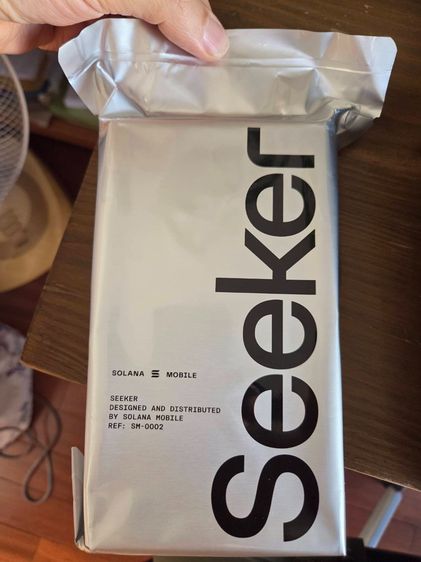 Seeker
SOLANA MOBILE
SEEKER
DESIGNED AND DISTRIBUTED
BY SOLANA MOBILE
REF: SM-0002